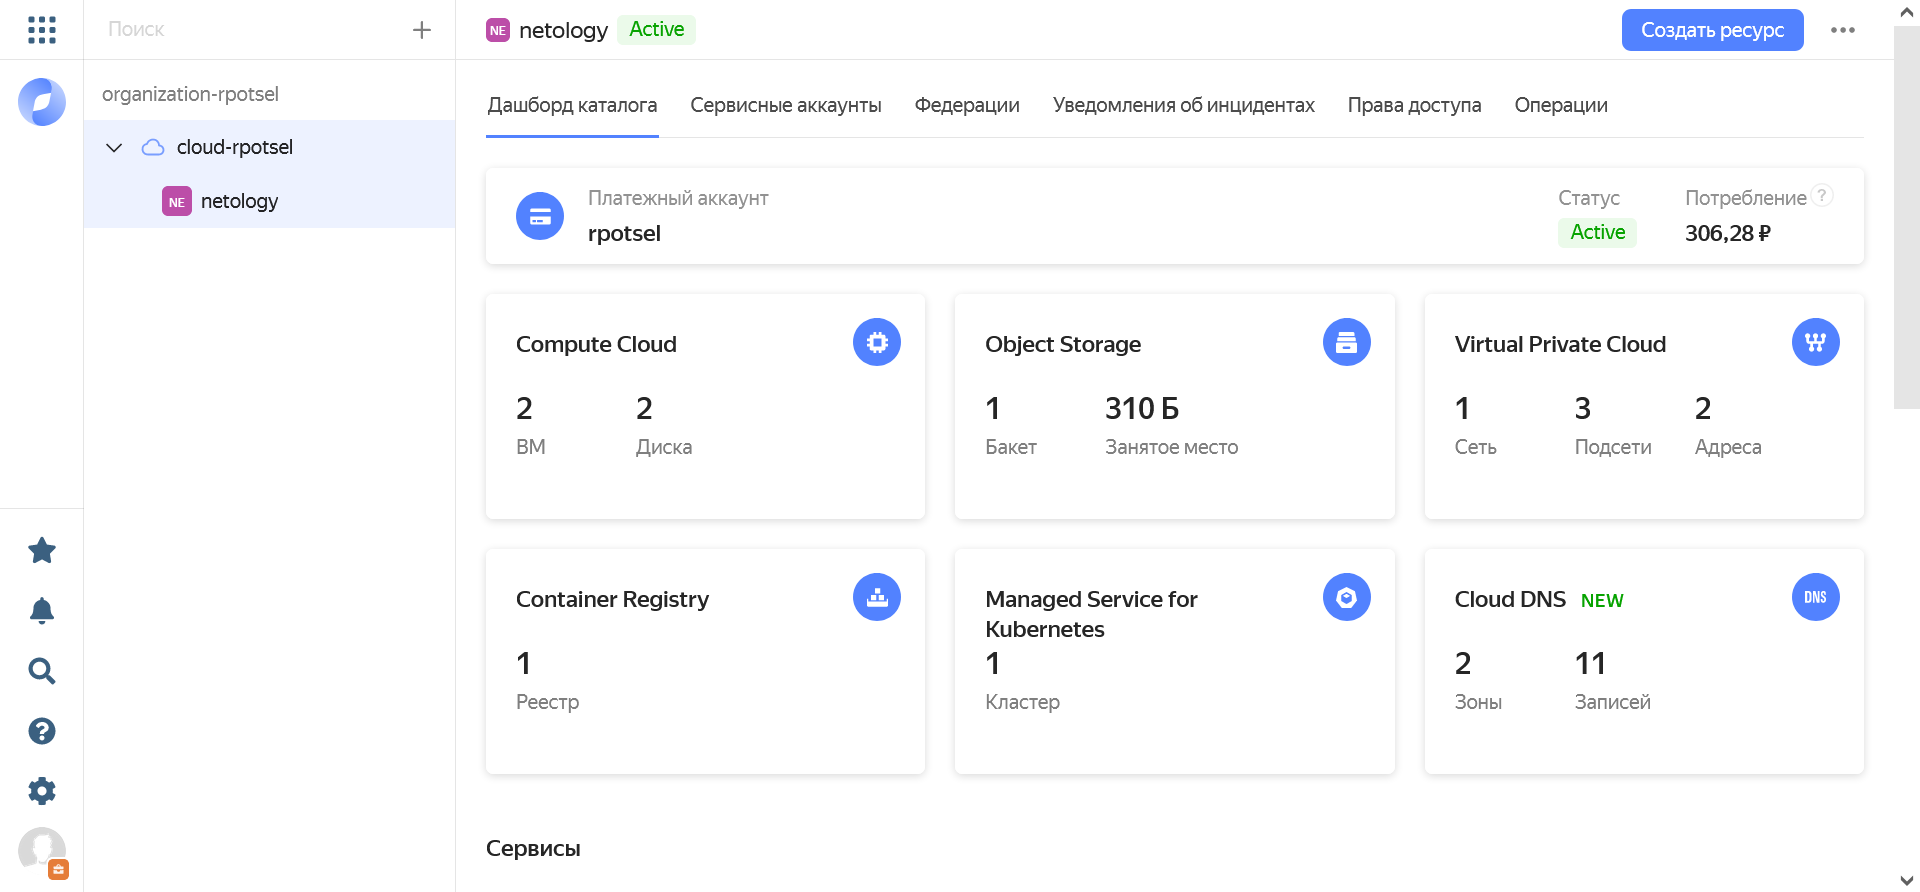 Поиск
NE netology Active
Создать ресурс
organization-rpotsel
cloud-rpotsel
NE netology
Дашборд каталога Сервисные аккаунты Федерации Уведомления об инцидентах Права доступа Операции
Платежный аккаунт
rpotsel
Статус
Active
Потребление ?
306,28 ₽
Compute Cloud
2 2
ВМ Диска
Object Storage
1 310 Б
Бакет Занятое место
Virtual Private Cloud
1 3 2
Сеть Подсети Адреса
Container Registry
1
Реестр
Managed Service for
Kubernetes
1
Кластер
Cloud DNS NEW
DNS
2 11
Зоны Записей
Сервисы